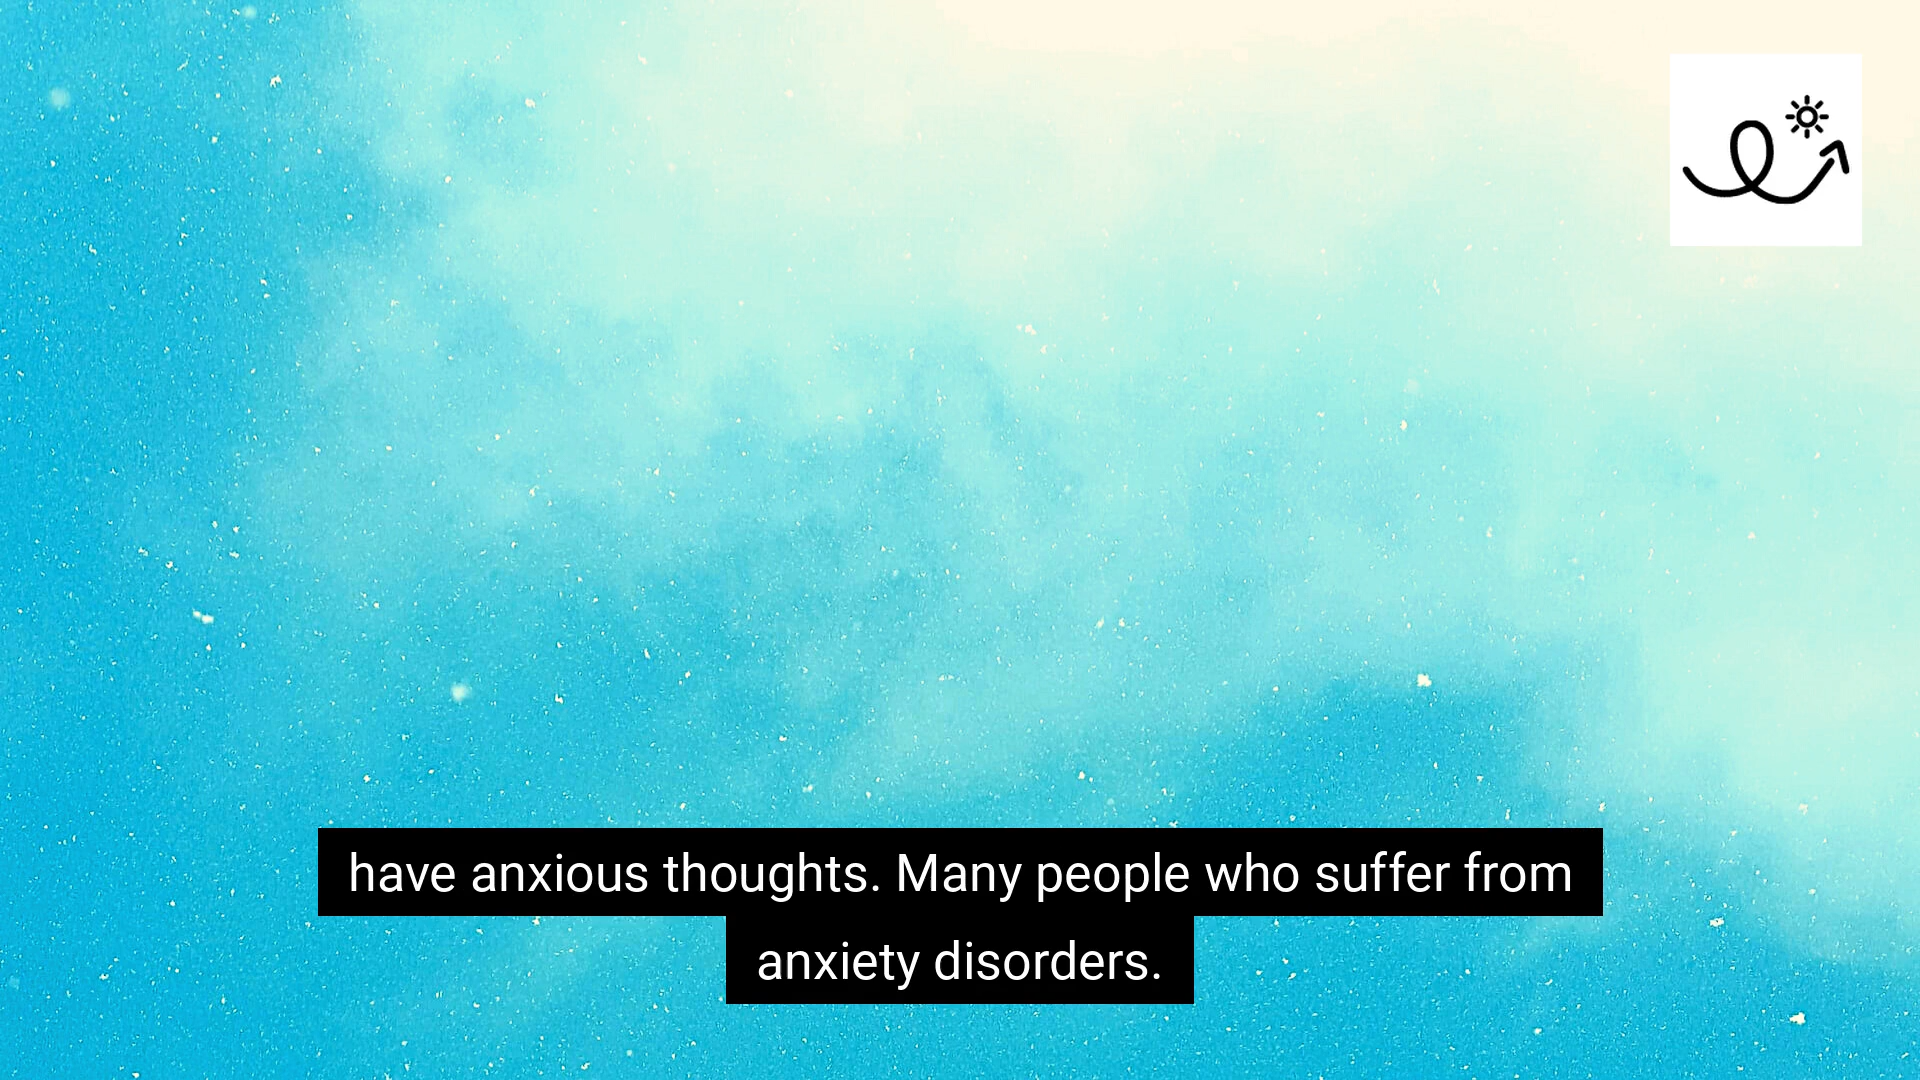 have anxious thoughts. Many people who suffer from
anxiety disorders.